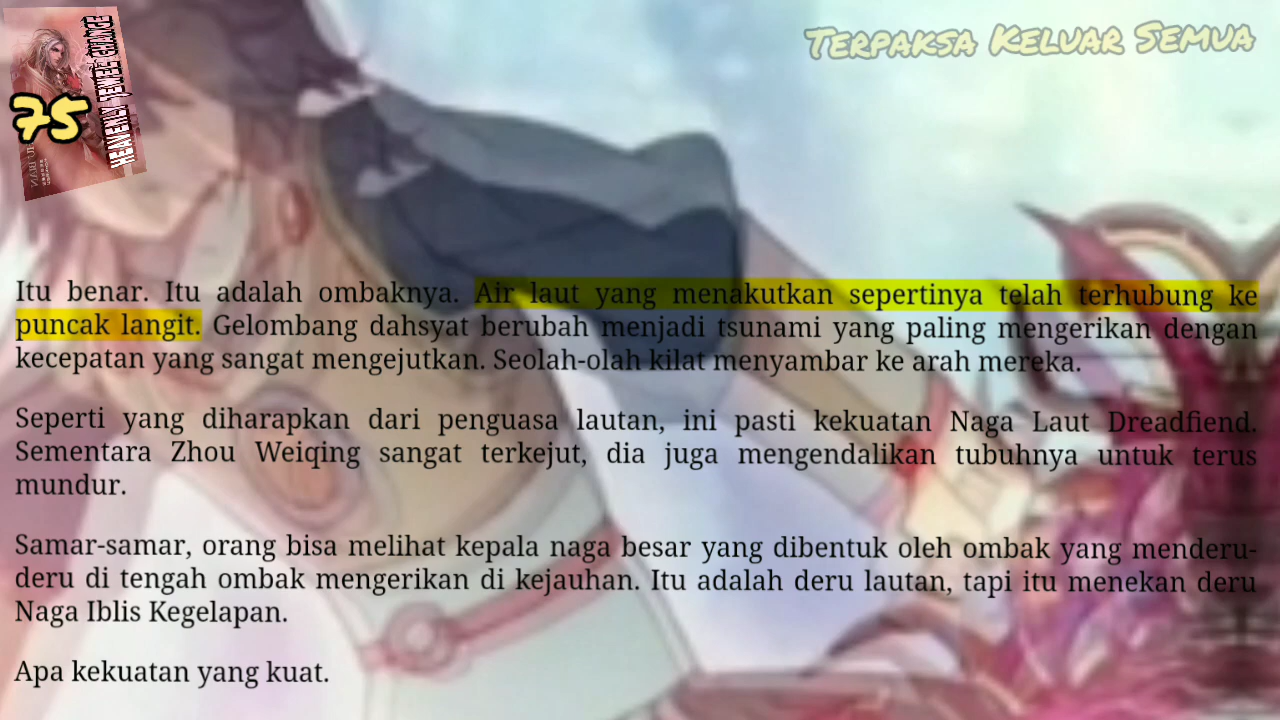 Terpaksa Keluar Semua
75
HEAVENLY JEWEL CHANGE
Itu benar. Itu adalah ombaknya. Air laut yang menakutkan sepertinya telah terhubung ke
puncak langit. Gelombang dahsyat berubah menjadi tsunami yang paling mengerikan dengan
kecepatan yang sangat mengejutkan. Seolah-olah kilat menyambar ke arah mereka.
Seperti yang diharapkan dari penguasa lautan, ini pasti kekuatan Naga Laut Dreadfiend.
Sementara Zhou Weiqing sangat terkejut, dia juga mengendalikan tubuhnya untuk terus
mundur.
Samar-samar, orang bisa melihat kepala naga besar yang dibentuk oleh ombak yang menderu-
deru di tengah ombak mengerikan di kejauhan. Itu adalah deru lautan, tapi itu menekan deru
Naga Iblis Kegelapan.
Apa kekuatan yang kuat.